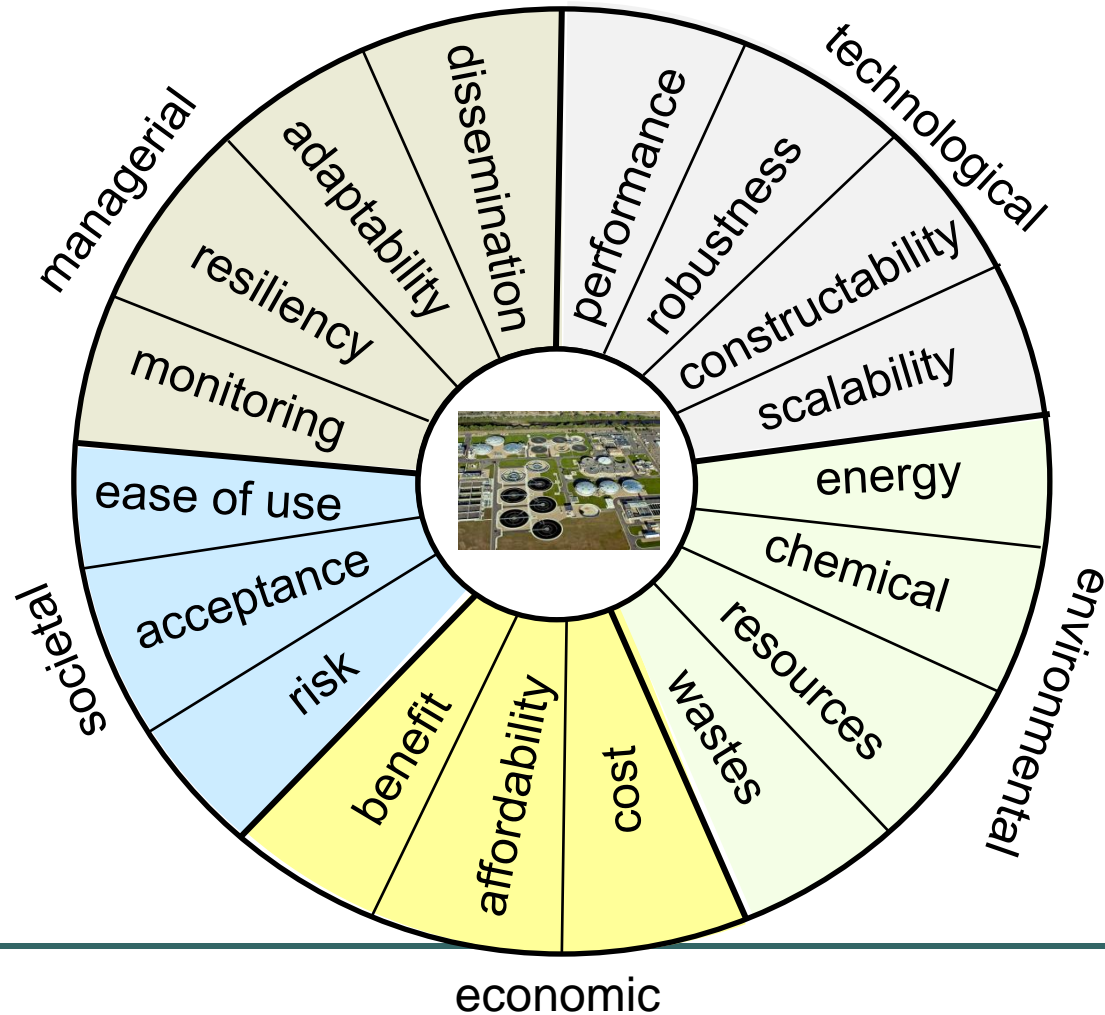 technological
performance
robustness
constructability
scalability
environmental
energy
chemical
resources
wastes
economic
cost
affordability
benefit
societal
risk
acceptance
ease of use
managerial
monitoring
resiliency
adaptability
dissemination